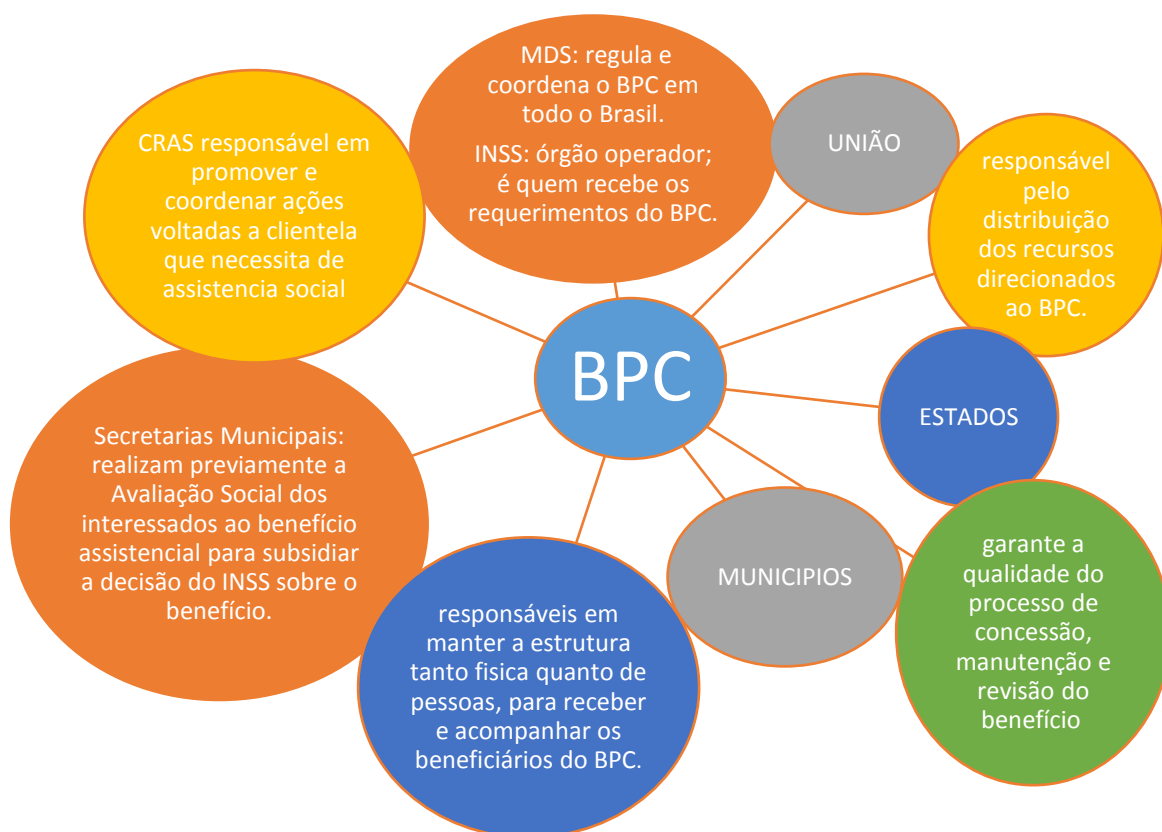 MDS: regula e
coordena o BPC em
todo o Brasil.
INSS: órgão operador;
é quem recebe os
requerimentos do BPC.
UNIÃO
responsável
pelo
distribuição
dos recursos
direcionados
ao BPC.
ESTADOS
garante a
qualidade do
processo de
concessão,
manutenção e
revisão do
benefício
MUNICIPIOS
responsáveis em
manter a estrutura
tanto fisica quanto de
pessoas, para receber
e acompanhar os
beneficiários do BPC.
Secretarias Municipais:
realizam previamente a
Avaliação Social dos
interessados ao benefício
assistencial para subsidiar
a decisão do INSS sobre o
benefício.
CRAS responsável em
promover e
coordenar ações
voltadas a clientela
que necessita de
assistencia social
BPC